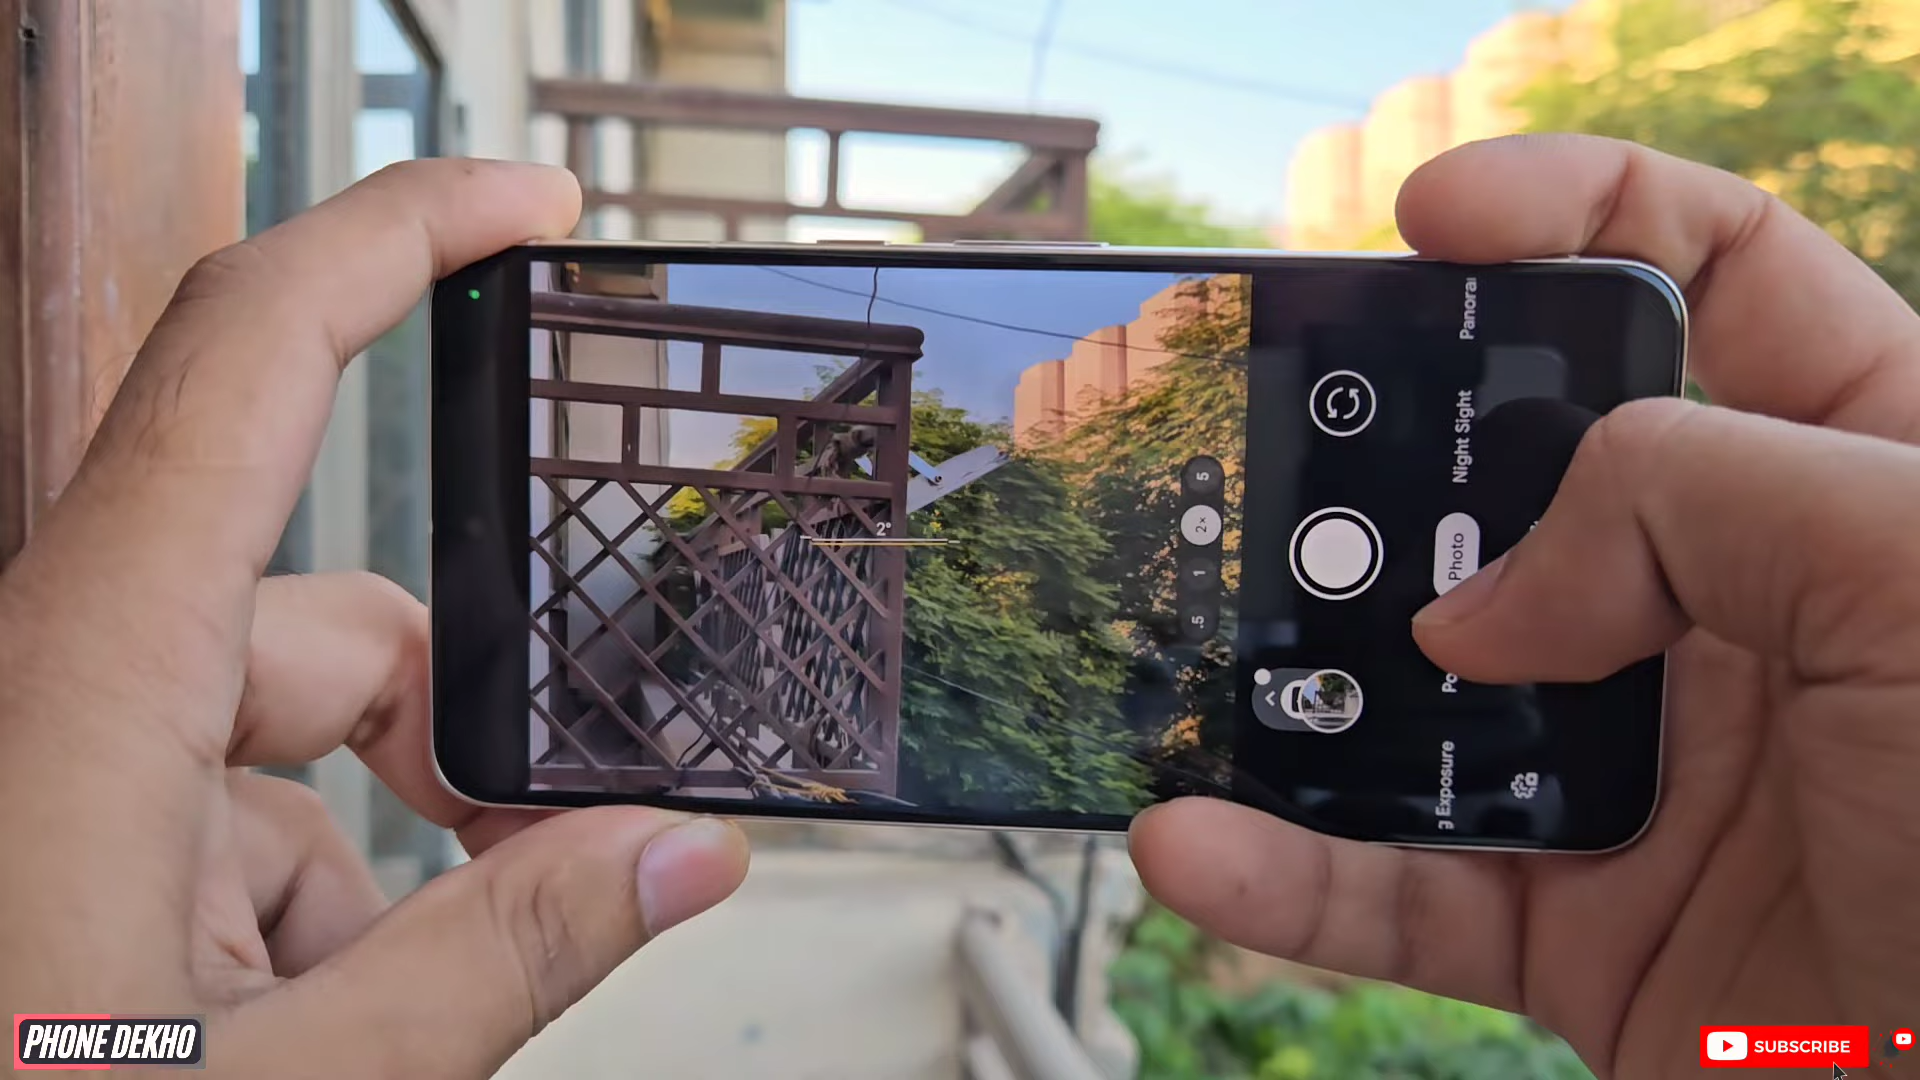 Panora
Night Sight
Photo
Po
g Exposure
5
2×
1
.5
2°
PHONE DEKHO
SUBSCRIBE